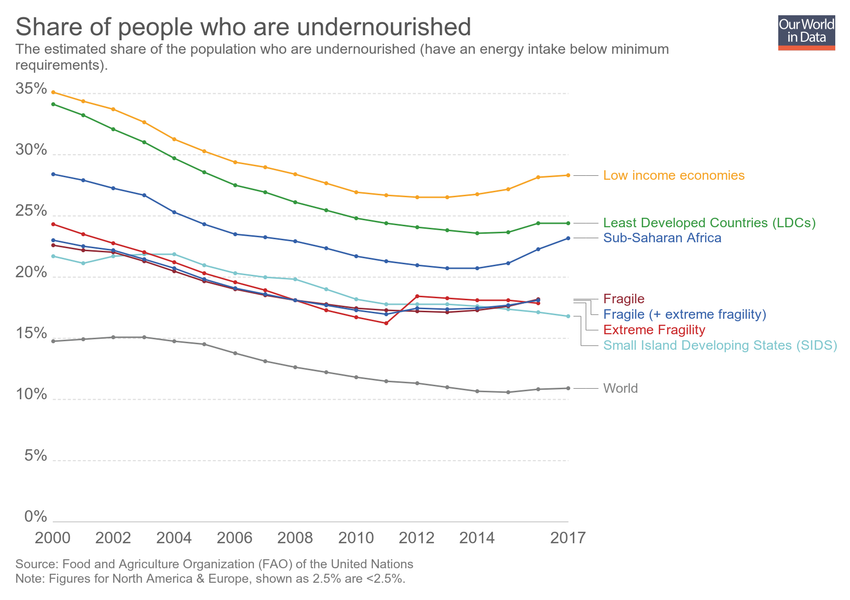 Share of people who are undernourished
Our World
in Data
The estimated share of the population who are undernourished (have an energy intake below minimum
requirements).
35%
30%
25%
20%
15%
10%
5%
0%
Low income economies
Least Developed Countries (LDCs)
Sub-Saharan Africa
Fragile
Fragile (+ extreme fragility)
Extreme Fragility
Small Island Developing States (SIDS)
World
2000 2002 2004 2006 2008 2010 2012 2014 2017
Source: Food and Agriculture Organization (FAO) of the United Nations
Note: Figures for North America & Europe, shown as 2.5% are <2.5%.